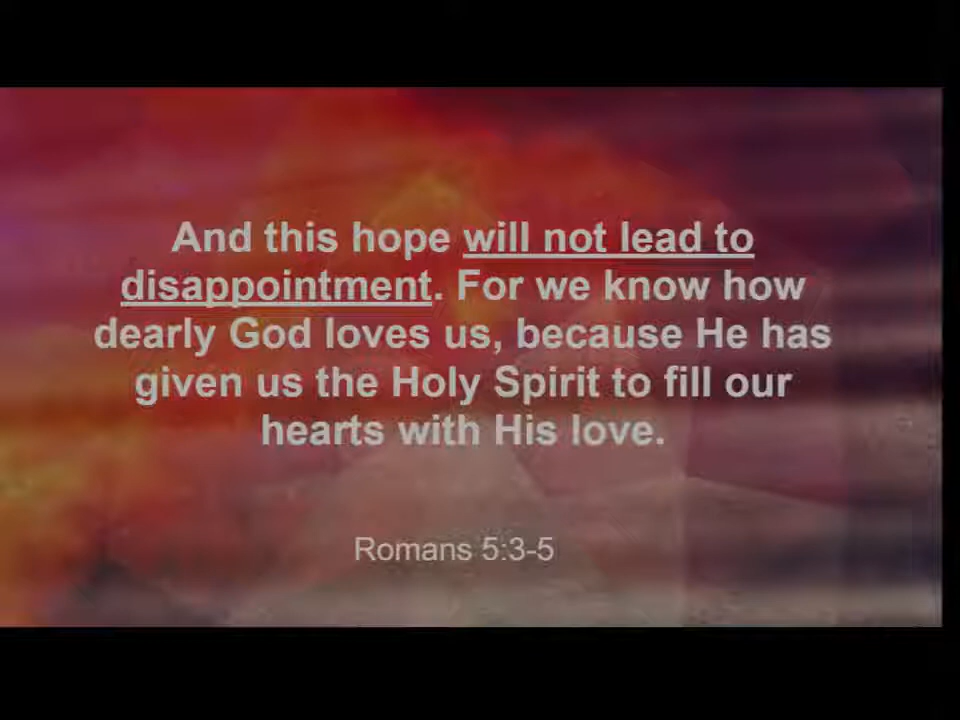 And this hope will not lead to
disappointment. For we know how
dearly God loves us, because He has
given us the Holy Spirit to fill our
hearts with His love.
Romans 5:3-5